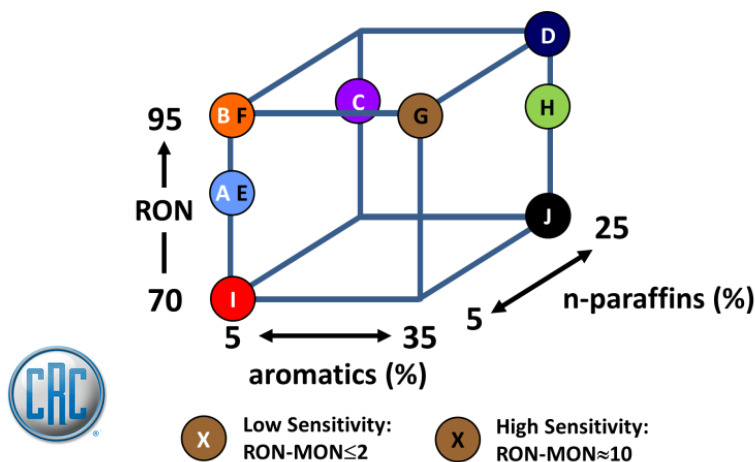 D
C
H
95
B F
G
A E
RON
J
25
I
70
5
n-paraffins (%)
5
35
aromatics (%)
CRC
®
X
Low Sensitivity:
RON-MON≤2
X
High Sensitivity:
RON-MON≈10